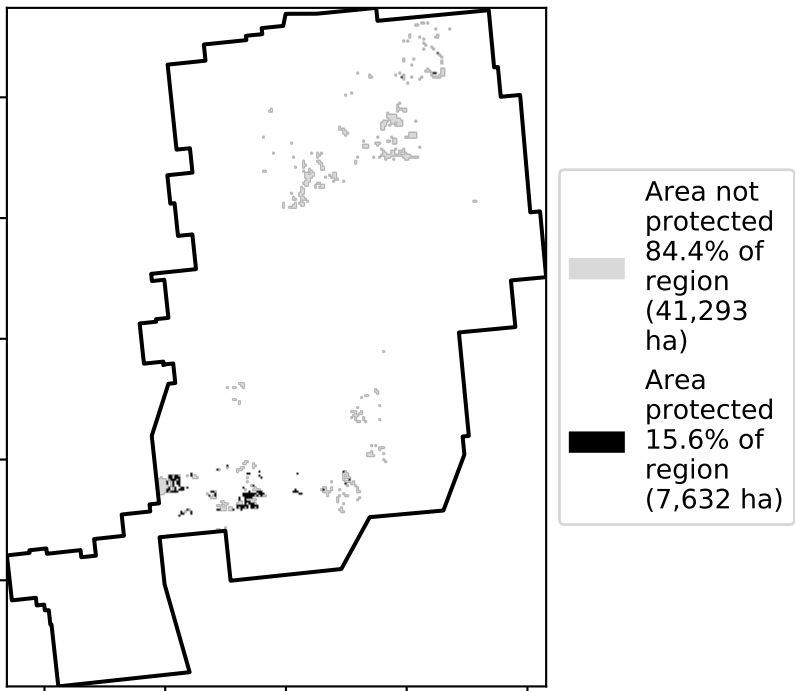 Area not
protected
84.4% of
region
(41,293
ha)
Area
protected
15.6% of
region
(7,632 ha)